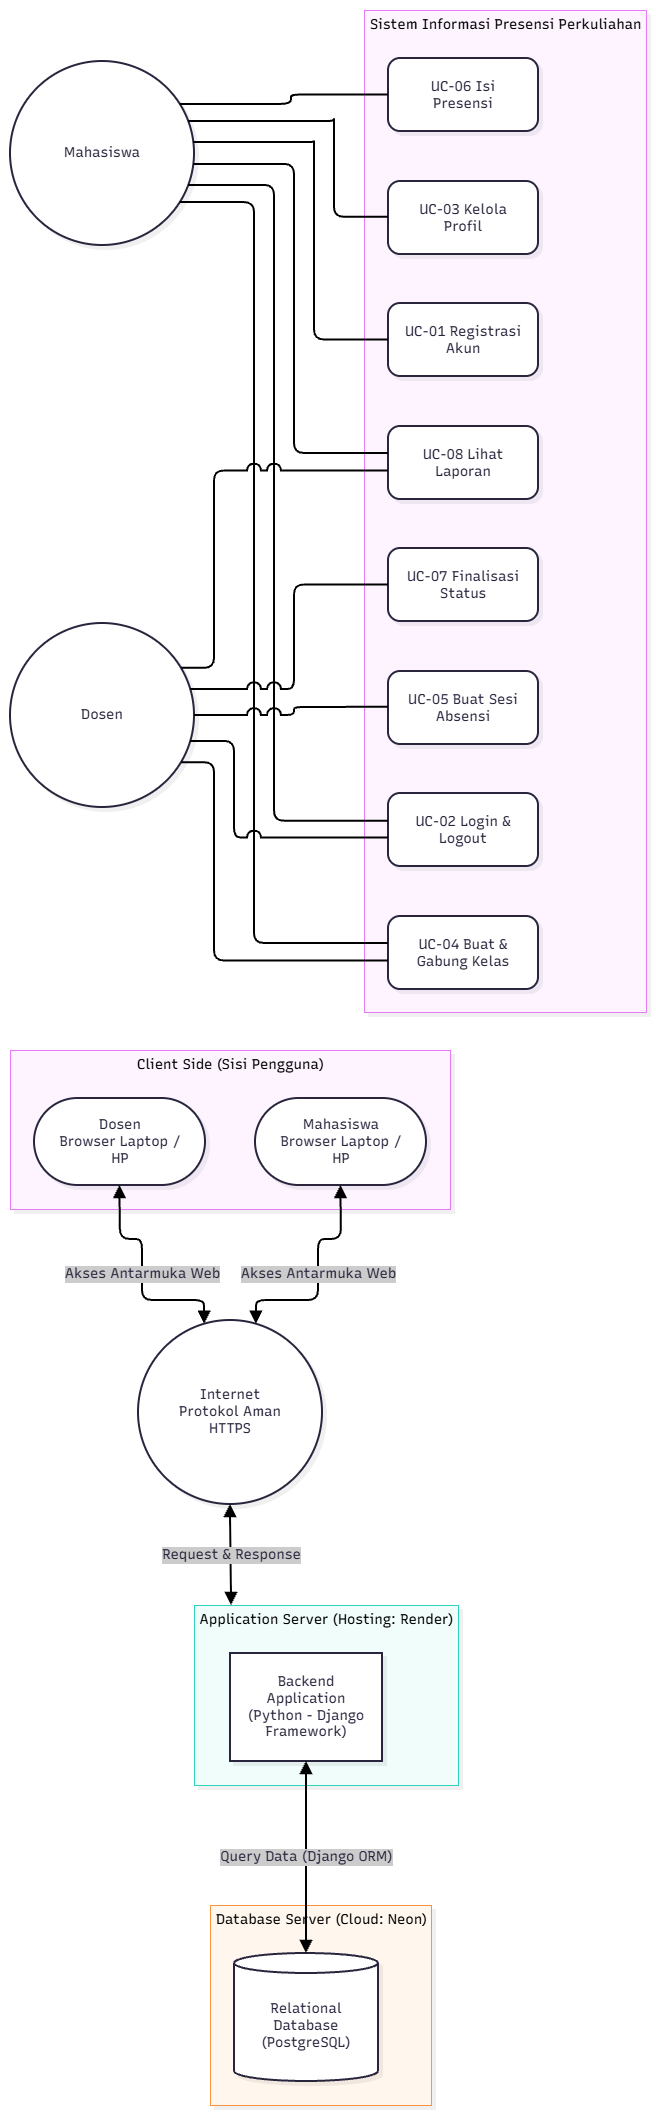 Sistem Informasi Presensi Perkuliahan
UC-06 Isi
Presensi
Mahasiswa
UC-03 Kelola
Profil
UC-01 Registrasi
Akun
UC-08 Lihat
Laporan
UC-07 Finalisasi
Status
Dosen
UC-05 Buat Sesi
Absensi
UC-02 Login &
Logout
UC-04 Buat &
Gabung Kelas
Client Side (Sisi Pengguna)
Dosen
Browser Laptop /
HP
Mahasiswa
Browser Laptop /
HP
Akses Antarmuka Web
Akses Antarmuka Web
Internet
Protokol Aman
HTTPS
Request & Response
Application Server (Hosting: Render)
Backend
Application
(Python - Django
Framework)
Query Data (Django ORM)
Database Server (Cloud: Neon)
Relational
Database
(PostgreSQL)